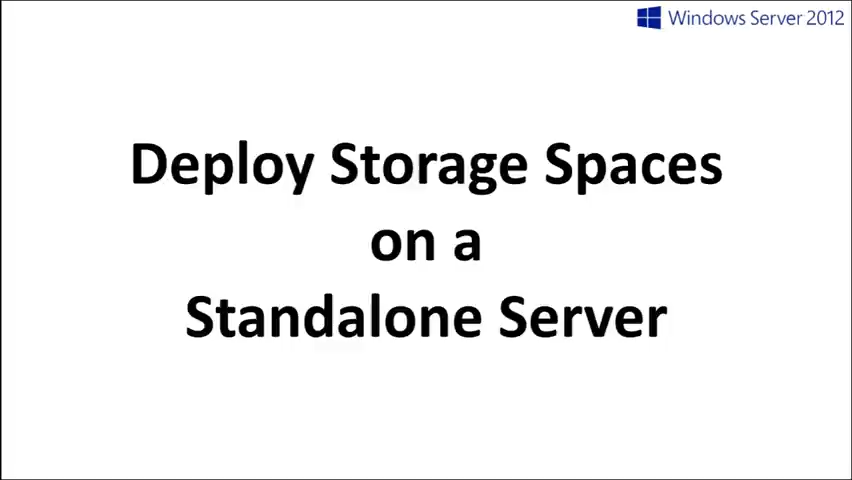 Windows Server 2012
Deploy Storage Spaces
on a
Standalone Server